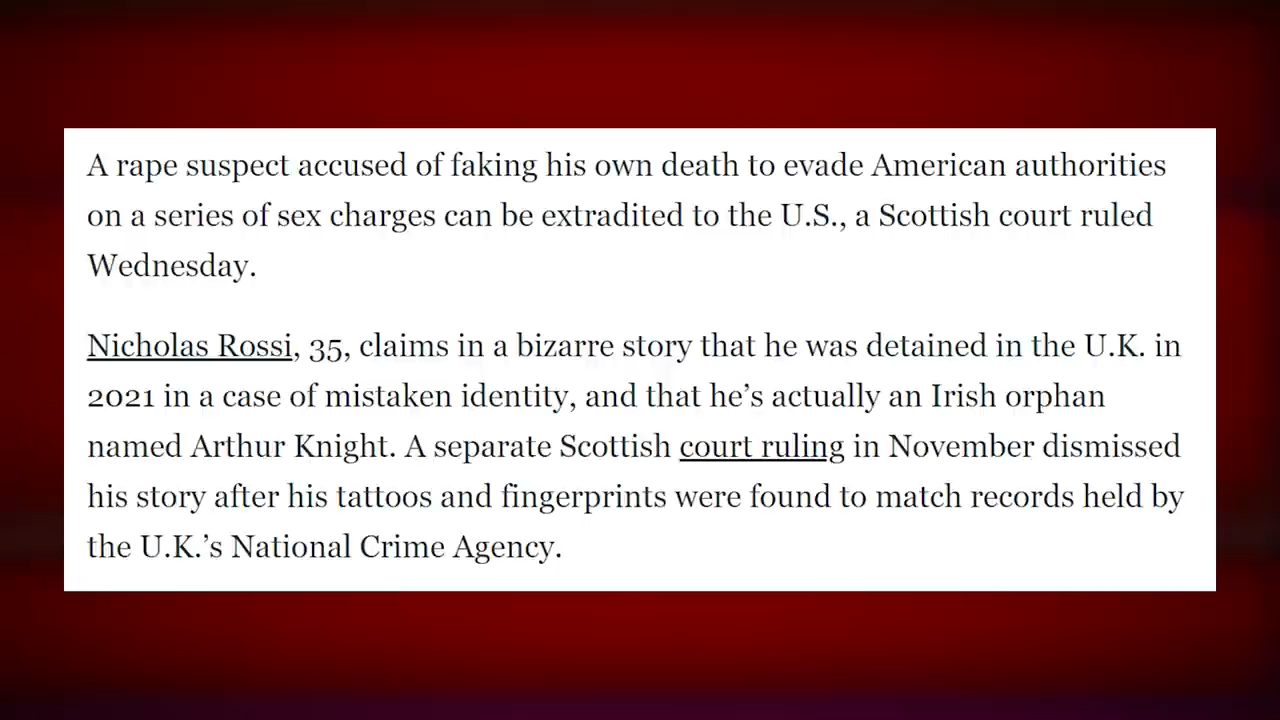 A rape suspect accused of faking his own death to evade American authorities
on a series of sex charges can be extradited to the U.S., a Scottish court ruled
Wednesday.
Nicholas Rossi, 35, claims in a bizarre story that he was detained in the U.K. in
2021 in a case of mistaken identity, and that he’s actually an Irish orphan
named Arthur Knight. A separate Scottish court ruling in November dismissed
his story after his tattoos and fingerprints were found to match records held by
the U.K.’s National Crime Agency.